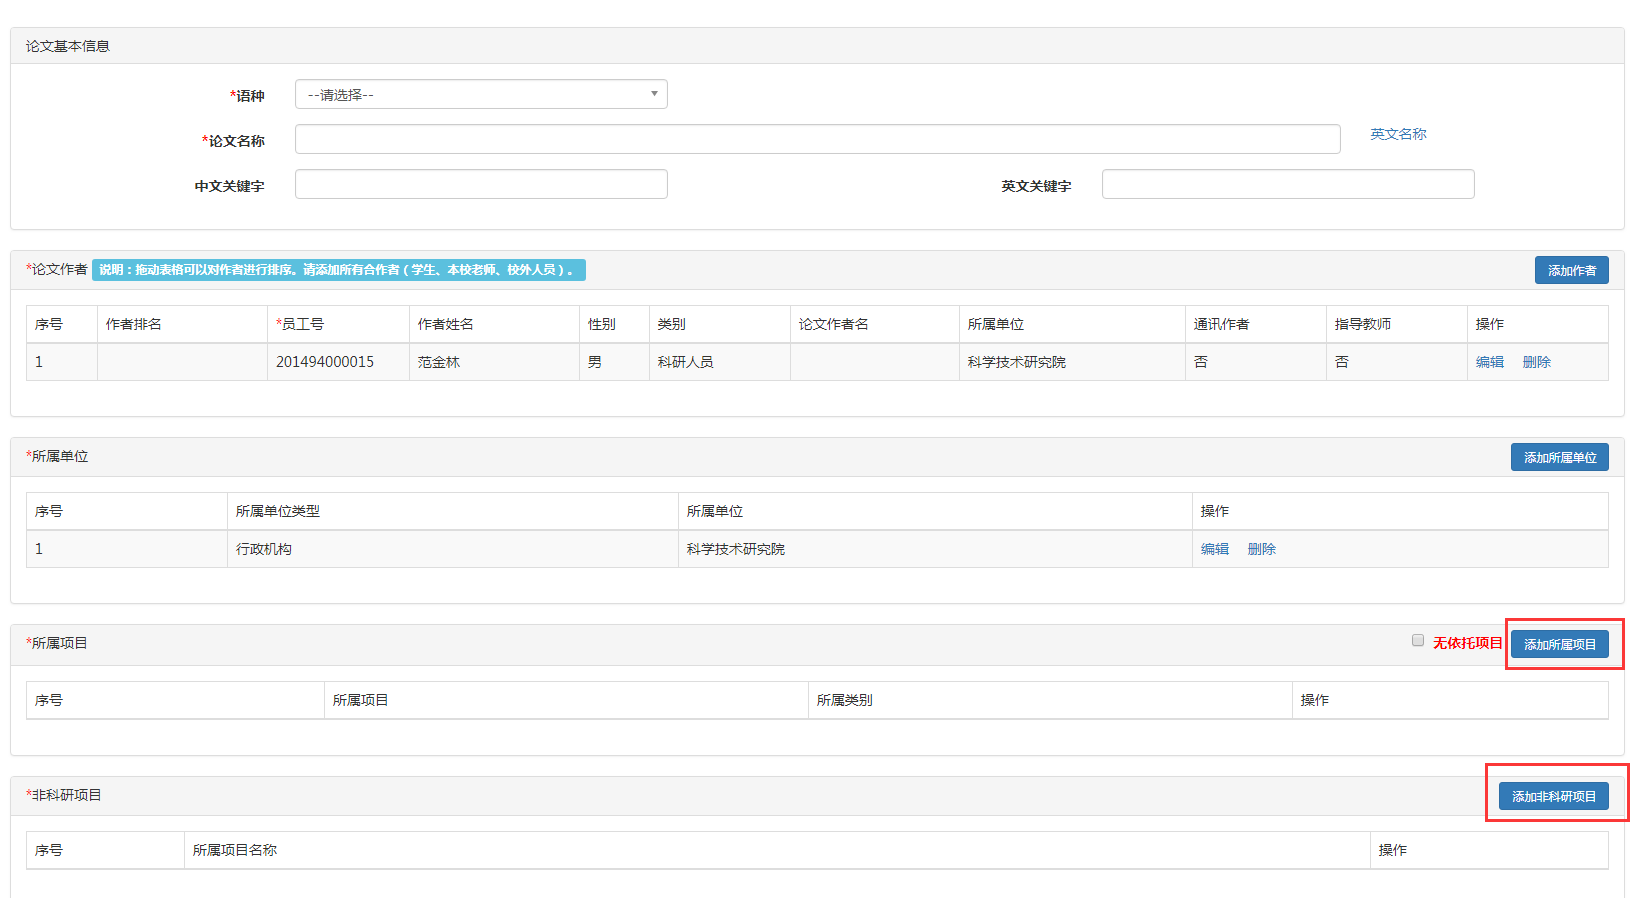 论文基本信息
*语种 --请选择--
*论文名称 英文名称
中文关键字 英文关键字
*论文作者 说明：拖动表格可以对作者进行排序。请添加所有合作者（学生、本校老师、校外人员）。 添加作者
序号 作者排名 *员工号 作者姓名 性别 类别 论文作者名 所属单位 通讯作者 指导教师 操作
1 201494000015 范金林 男 科研人员 科学技术研究院 否 否 编辑 删除
*所属单位 添加所属单位
序号 所属单位类型 所属单位 操作
1 行政机构 科学技术研究院 编辑 删除
*所属项目 无依托项目 添加所属项目
序号 所属项目 所属类别 操作
*非科研项目 添加非科研项目
序号 所属项目名称 操作